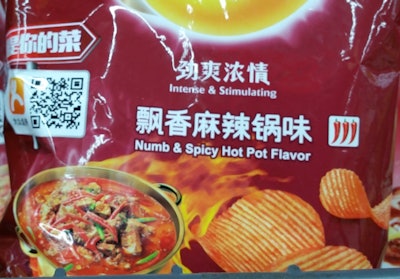 你的菜
劲爽浓情
Intense & Stimulating
飘香麻辣锅味
Numb & Spicy Hot Pot Flavor